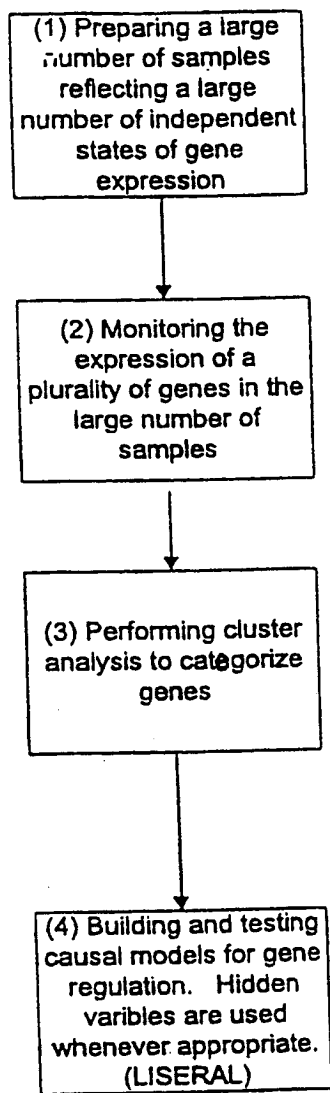 (1) Preparing a large
number of samples
reflecting a large
number of independent
states of gene
expression
(2) Monitoring the
expression of a
plurality of genes in the
large number of
samples
(3) Performing cluster
analysis to categorize
genes
(4) Building and testing
causal models for gene
regulation. Hidden
varibles are used
whenever appropriate.
(LISERAL)